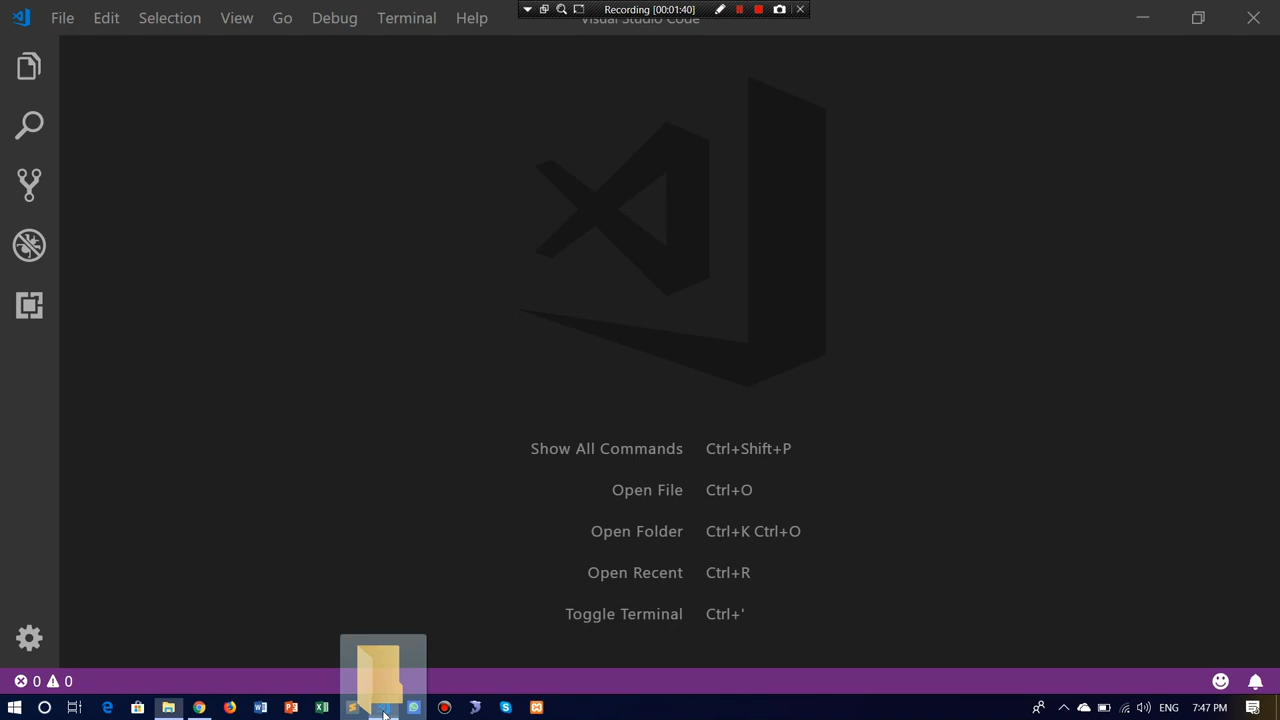 File Edit Selection View Go Debug Terminal Help
Recording [00:01:40]
Visual Studio Code
Show All Commands Ctrl+Shift+P
Open File Ctrl+O
Open Folder Ctrl+K Ctrl+O
Open Recent Ctrl+R
Toggle Terminal Ctrl+'
0 0
7:47 PM